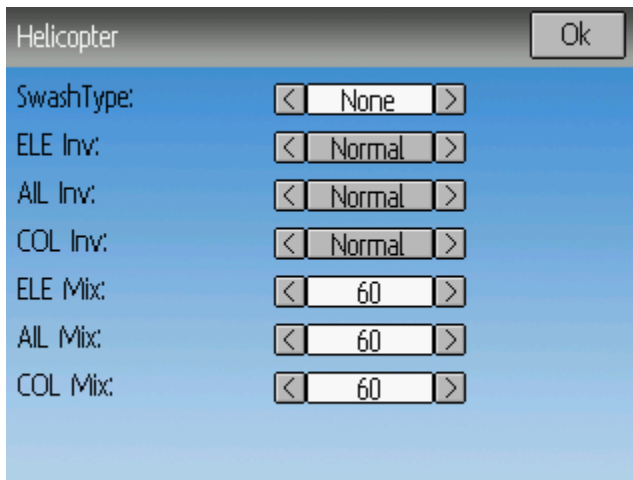 Helicopter Ok
SwashType: < None >
ELE Inv: < Normal >
AIL Inv: < Normal >
COL Inv: < Normal >
ELE Mix: < 60 >
AIL Mix: < 60 >
COL Mix: < 60 >